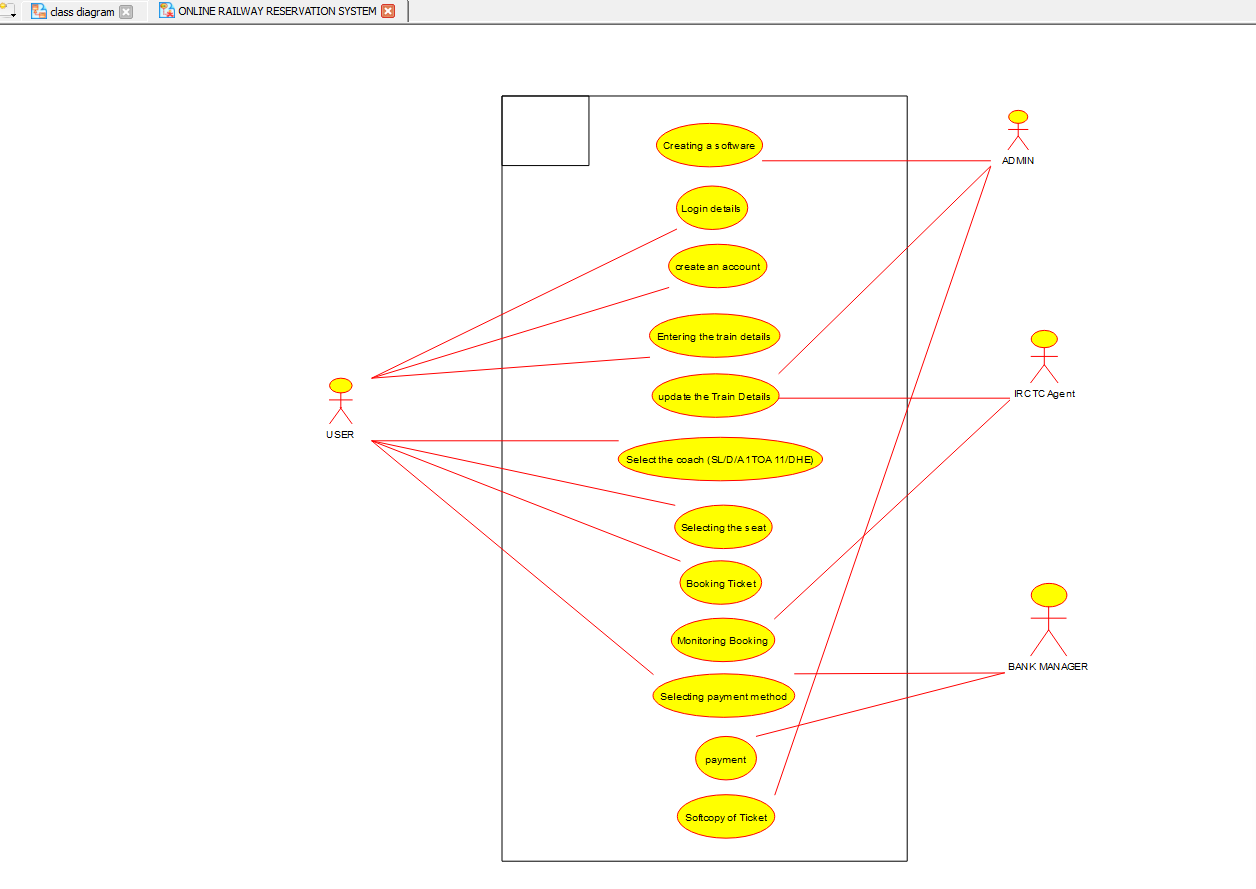 class diagram
ONLINE RAILWAY RESERVATION SYSTEM
Creating a software
ADMIN
Login details
create an account
Entering the train details
update the Train Details
IRCTC Agent
USER
Select the coach (SL/D/A1TOA 11/DHE)
Selecting the seat
Booking Ticket
Monitoring Booking
BANK MANAGER
Selecting payment method
payment
Softcopy of Ticket